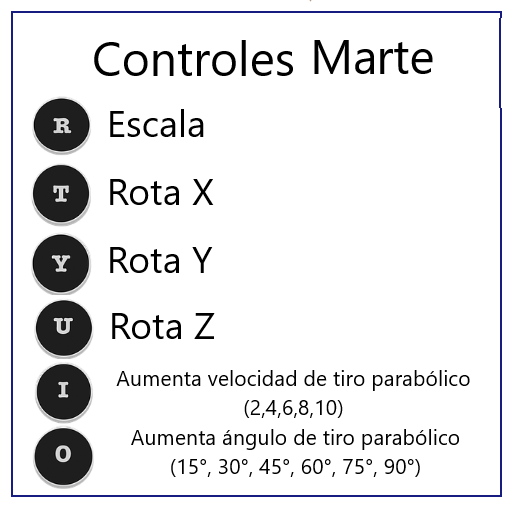 Controles Marte
R Escala
T Rota X
Y Rota Y
U Rota Z
I Aumenta velocidad de tiro parabólico
(2,4,6,8,10)
O Aumenta ángulo de tiro parabólico
(15°, 30°, 45°, 60°, 75°, 90°)